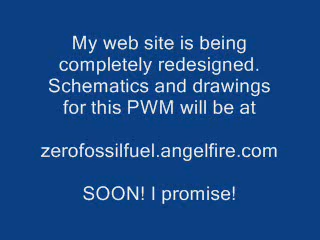 My web site is being
completely redesigned.
Schematics and drawings
for this PWM will be at
zerofossilfuel.angelfire.com
SOON! I promise!